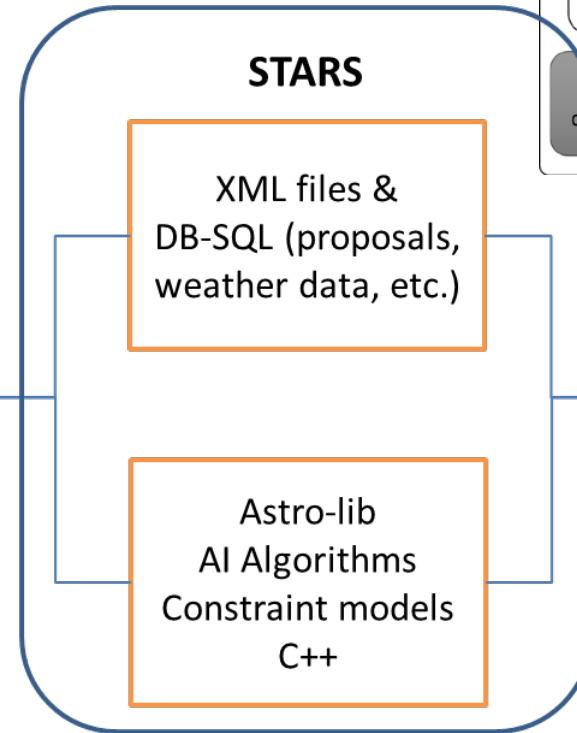 STARS
XML files &
DB-SQL (proposals,
weather data, etc.)
Astro-lib
AI Algorithms
Constraint models
C++